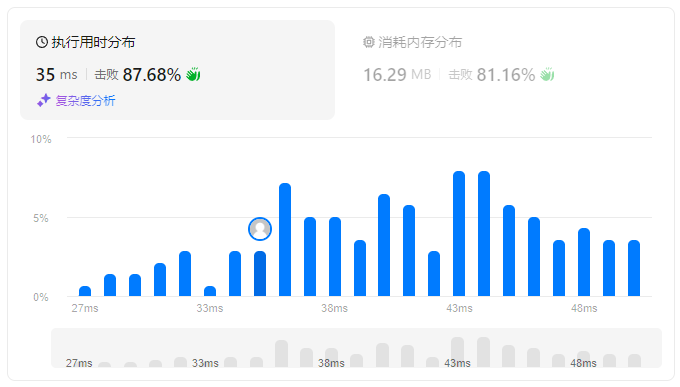 执行用时分布
35 ms 击败 87.68%
复杂度分析
消耗内存分布
16.29 MB 击败 81.16%
10%
5%
0%
27ms 33ms 38ms 43ms 48ms
27ms 33ms 38ms 43ms 48ms